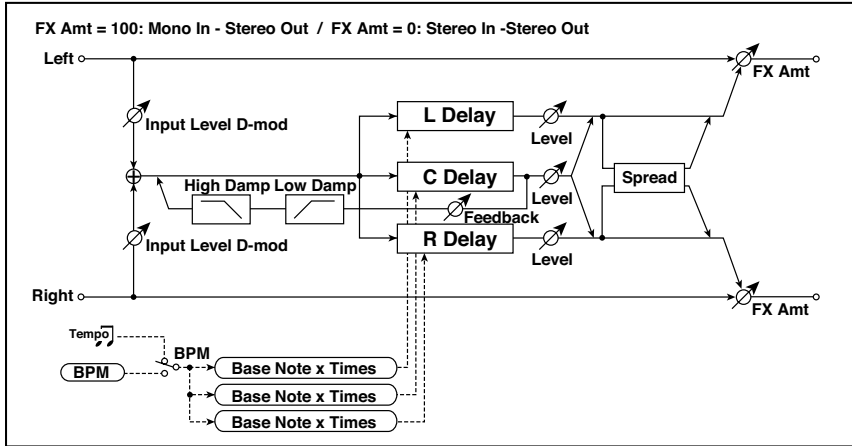 FX Amt = 100: Mono In - Stereo Out / FX Amt = 0: Stereo In -Stereo Out
Left
FX Amt
Input Level D-mod
L Delay
Level
High Damp Low Damp
C Delay
Level
Spread
Feedback
Input Level D-mod
R Delay
Level
Right
FX Amt
Tempo
BPM
BPM
Base Note x Times
Base Note x Times
Base Note x Times